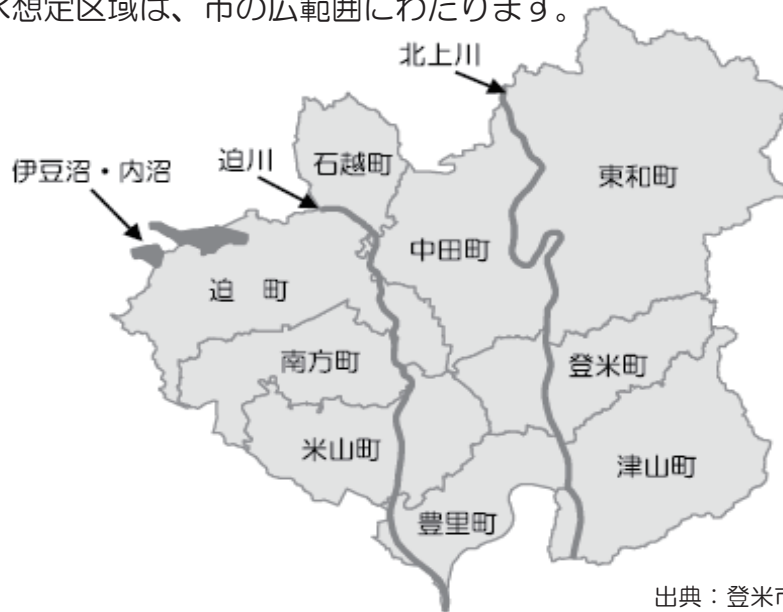 水想定区域は、市の広範囲にわたります。
北上川
石越町
迫川
伊豆沼・内沼
東和町
中田町
迫 町
南方町
登米町
米山町
津山町
豊里町
出典：登米市